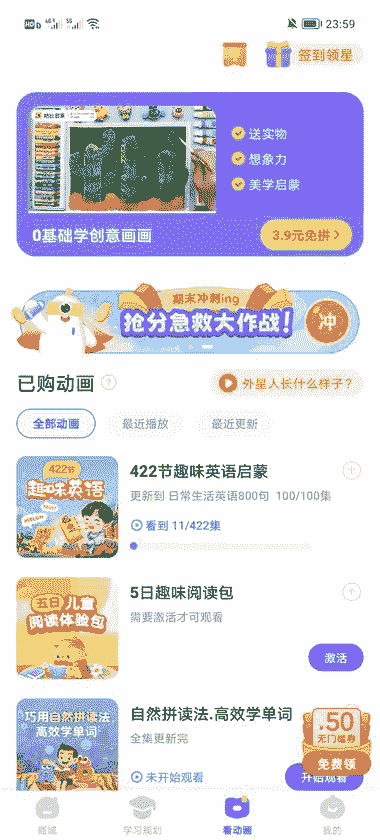 23:59
签到领星
送实物
想象力
美学启蒙
0基础学创意画画
3.9元免拼
期末冲刺ing
抢分急救大作战!
冲
已购动画
外星人长什么样子?
全部动画
最近播放
最近更新
422节
趣味英语
422节趣味英语启蒙
更新到 日常生活英语800句 100/100集
看到 11/422集
五日儿童
阅读体验包
5日趣味阅读包
需要激活才可观看
激活
巧用自然拼读法
高效学单词
自然拼读法.高效学单词
全集更新完
未开始观看
开始观看
¥50
无门槛券
免费领
商城
学习规划
看动画
我的